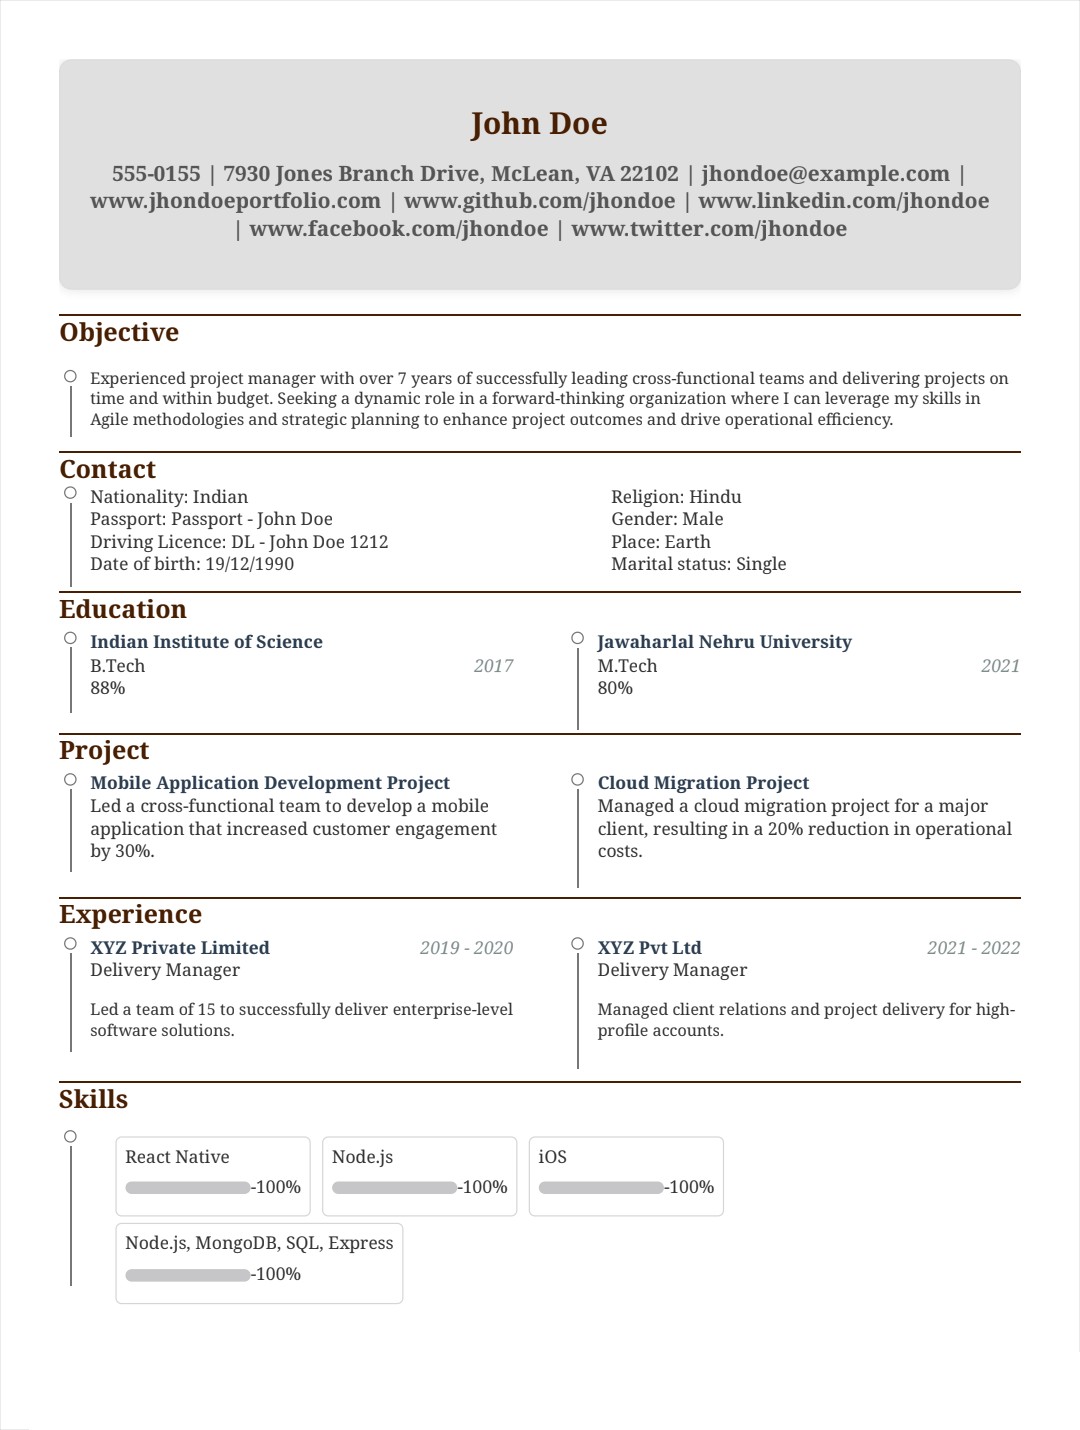 John Doe
555-0155 | 7930 Jones Branch Drive, McLean, VA 22102 | jhondoe@example.com |
www.jhondoeportfolio.com | www.github.com/jhondoe | www.linkedin.com/jhondoe
| www.facebook.com/jhondoe | www.twitter.com/jhondoe
Objective
Experienced project manager with over 7 years of successfully leading cross-functional teams and delivering projects on
time and within budget. Seeking a dynamic role in a forward-thinking organization where I can leverage my skills in
Agile methodologies and strategic planning to enhance project outcomes and drive operational efficiency.
Contact
Nationality: Indian
Passport: Passport - John Doe
Driving Licence: DL - John Doe 1212
Date of birth: 19/12/1990
Religion: Hindu
Gender: Male
Place: Earth
Marital status: Single
Education
Indian Institute of Science
B.Tech 2017
88%
Jawaharlal Nehru University
M.Tech 2021
80%
Project
Mobile Application Development Project
Led a cross-functional team to develop a mobile
application that increased customer engagement
by 30%.
Cloud Migration Project
Managed a cloud migration project for a major
client, resulting in a 20% reduction in operational
costs.
Experience
XYZ Private Limited 2019 - 2020
Delivery Manager
Led a team of 15 to successfully deliver enterprise-level
software solutions.
XYZ Pvt Ltd 2021 - 2022
Delivery Manager
Managed client relations and project delivery for high-
profile accounts.
Skills
React Native
-100%
Node.js
-100%
iOS
-100%
Node.js, MongoDB, SQL, Express
-100%